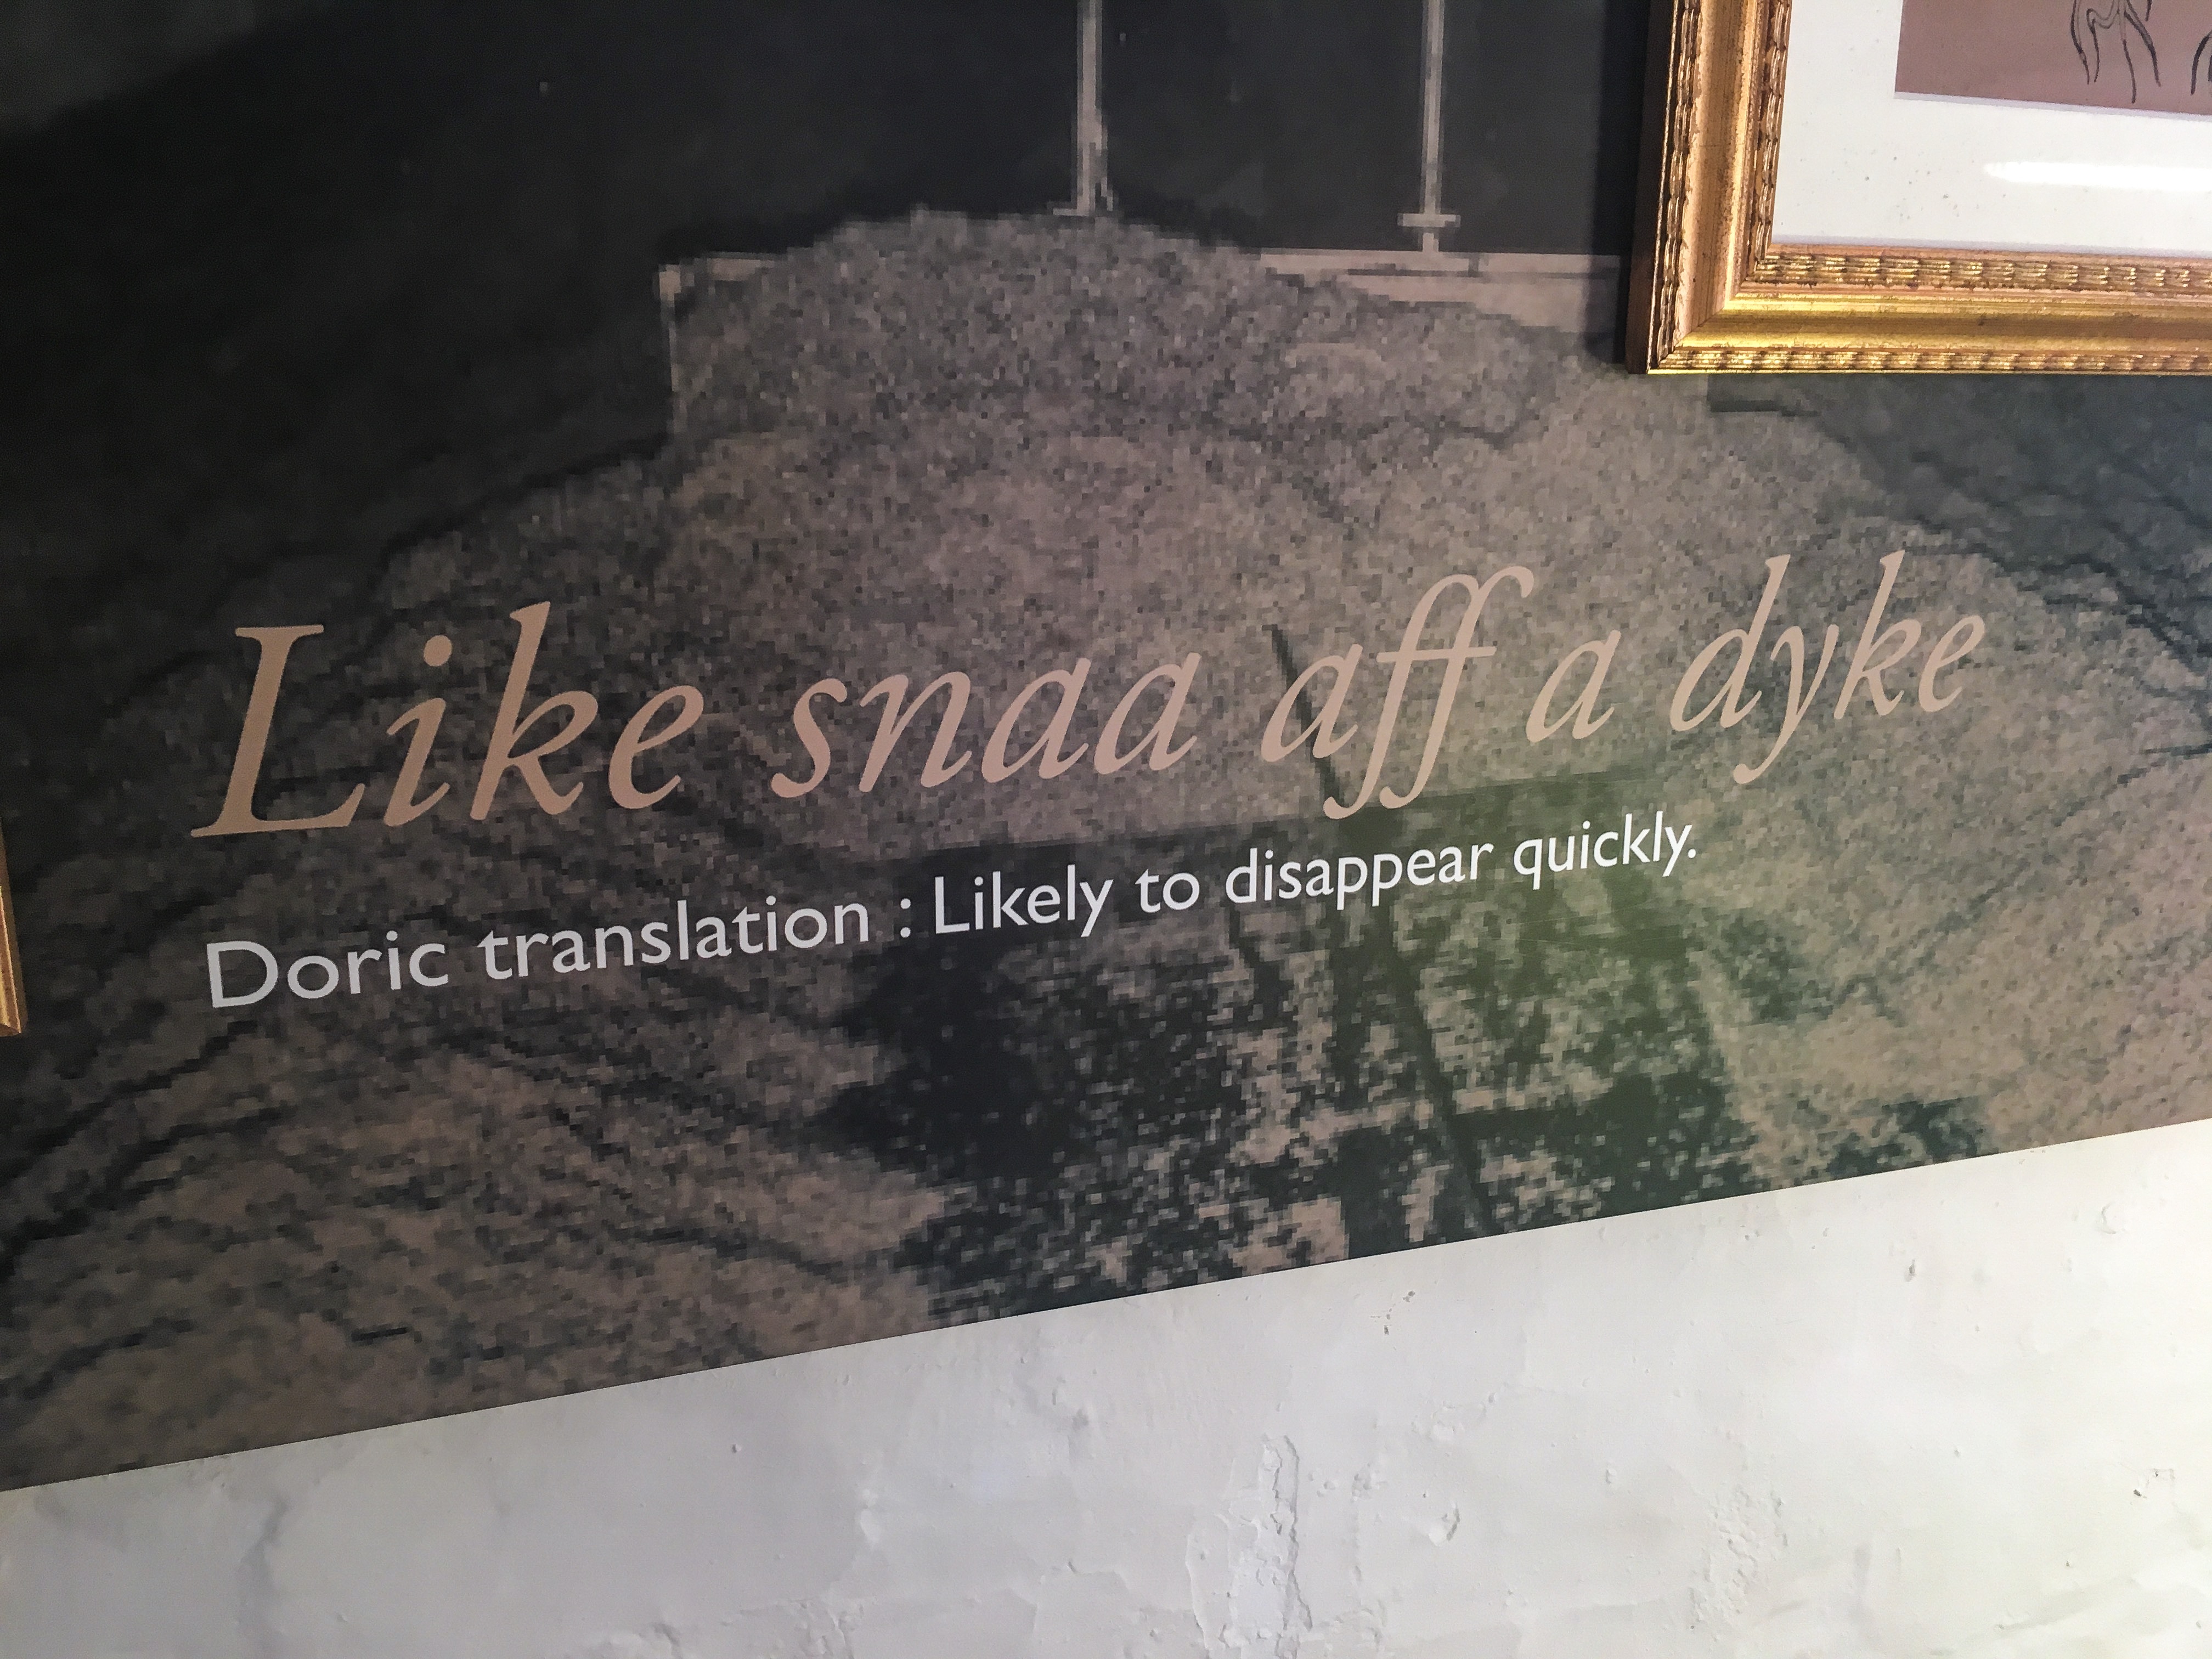 Like snaa aff a dyke
Doric translation : Likely to disappear quickly.